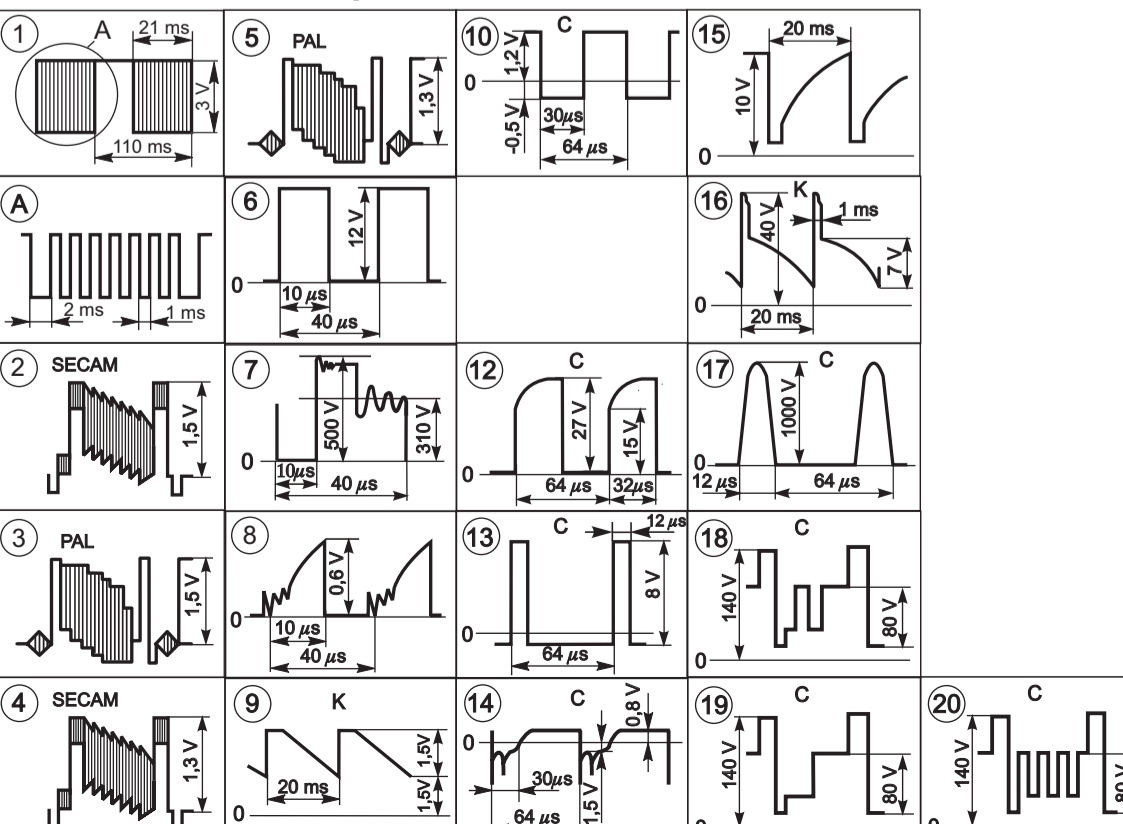 1
A
21 ms
3 V
110 ms
5
PAL
1,3 V
10
C
1,2 V
0
-0,5 V
30µs
64 µs
15
20 ms
10 V
0
A
2 ms
1 ms
6
12 V
0
10 µs
40 µs
16
K
40 V
1 ms
7 V
0
20 ms
2
SECAM
1,5 V
7
500 V
310 V
0
10µs
40 µs
12
C
27 V
15 V
0
64 µs
32µs
17
C
1000 V
0
12 µs
64 µs
3
PAL
1,5 V
8
0,6 V
0
10 µs
40 µs
13
C
12 µs
8 V
0
64 µs
18
C
140 V
80 V
0
4
SECAM
1,3 V
9
K
1,5V
1,5V
20 ms
0
14
C
0,8 V
0
30µs
1,5 V
64 µs
19
C
140 V
80 V
0
20
C
140 V
80 V
0